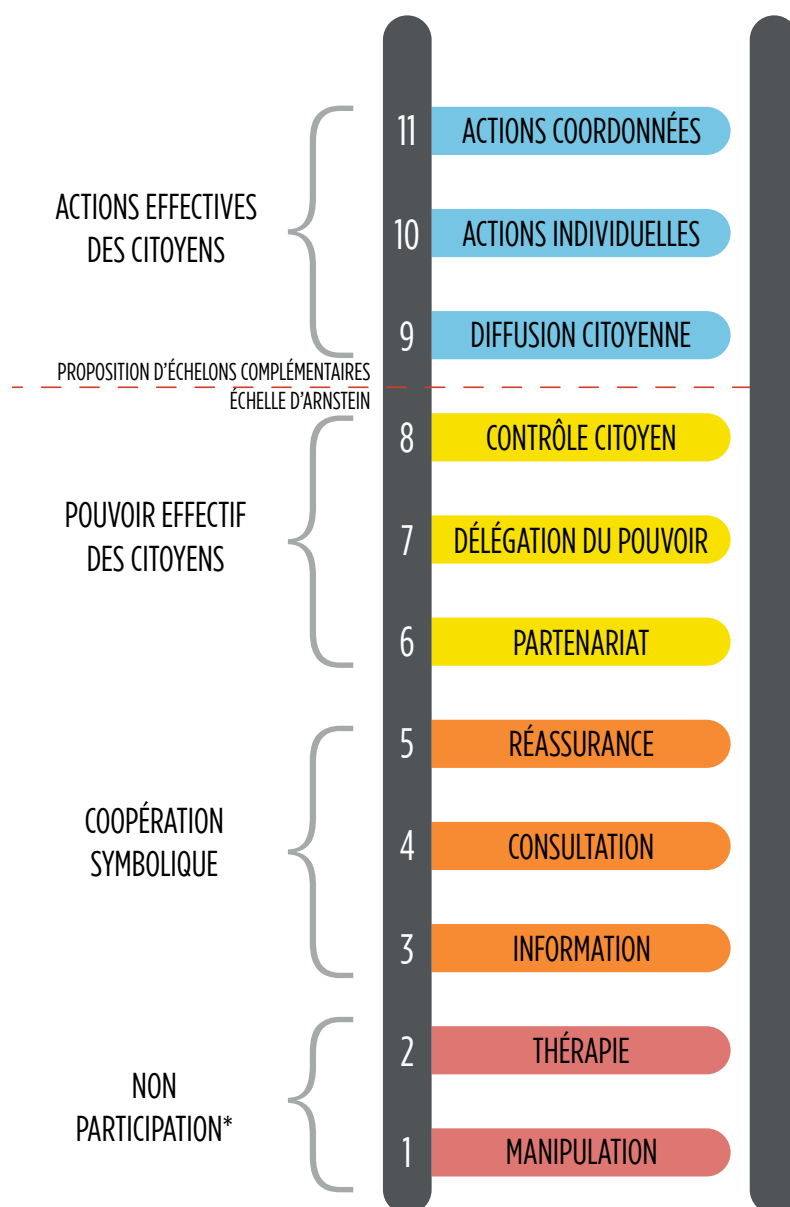 11 ACTIONS COORDONNÉES
ACTIONS EFFECTIVES
DES CITOYENS
10 ACTIONS INDIVIDUELLES
9 DIFFUSION CITOYENNE
PROPOSITION D'ÉCHELONS COMPLÉMENTAIRES
ÉCHELLE D'ARNSTEIN
8 CONTRÔLE CITOYEN
POUVOIR EFFECTIF
DES CITOYENS
7 DÉLÉGATION DU POUVOIR
6 PARTENARIAT
5 RÉASSURANCE
COOPÉRATION
SYMBOLIQUE
4 CONSULTATION
3 INFORMATION
2 THÉRAPIE
NON
PARTICIPATION*
1 MANIPULATION